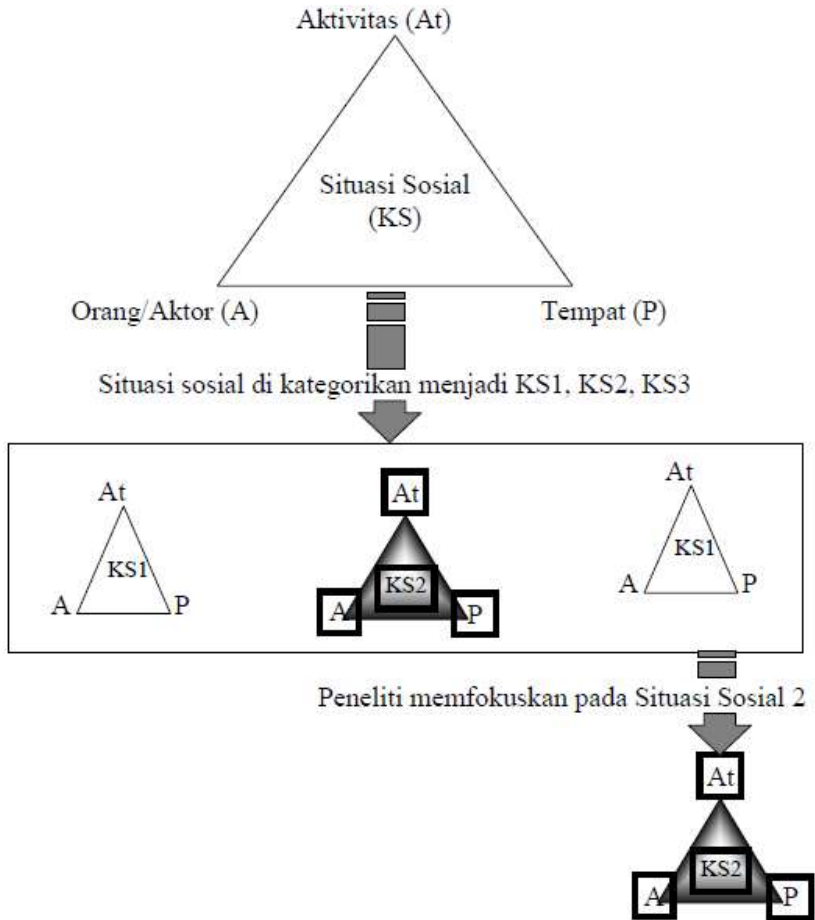 Aktivitas (At)
Situasi Sosial
(KS)
Orang/Aktor (A)
Tempat (P)
Situasi sosial di kategorikan menjadi KS1, KS2, KS3
At
KS1
A
P
At
KS2
A
P
At
KS1
A
P
Peneliti memfokuskan pada Situasi Sosial 2
At
KS2
A
P